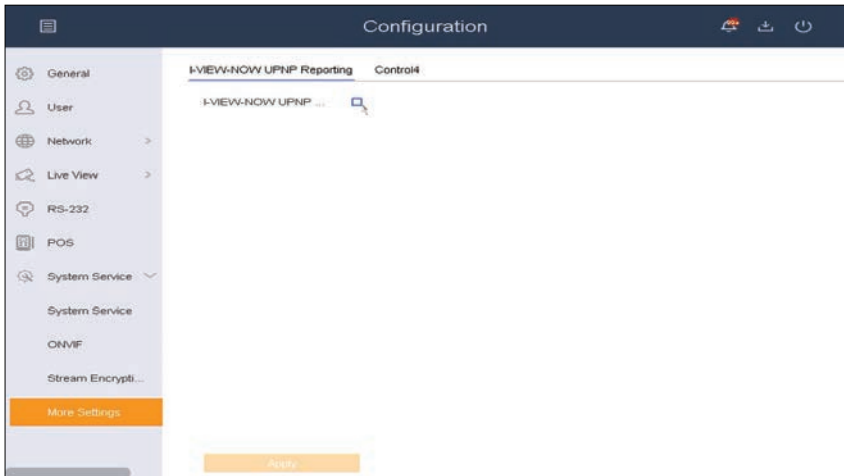 Configuration
99+
General
I-VIEW-NOW UPNP Reporting Control4
User
I-VIEW-NOW UPNP ...
Network
Live View
RS-232
POS
System Service
System Service
ONVIF
Stream Encrypti...
More Settings
Apply